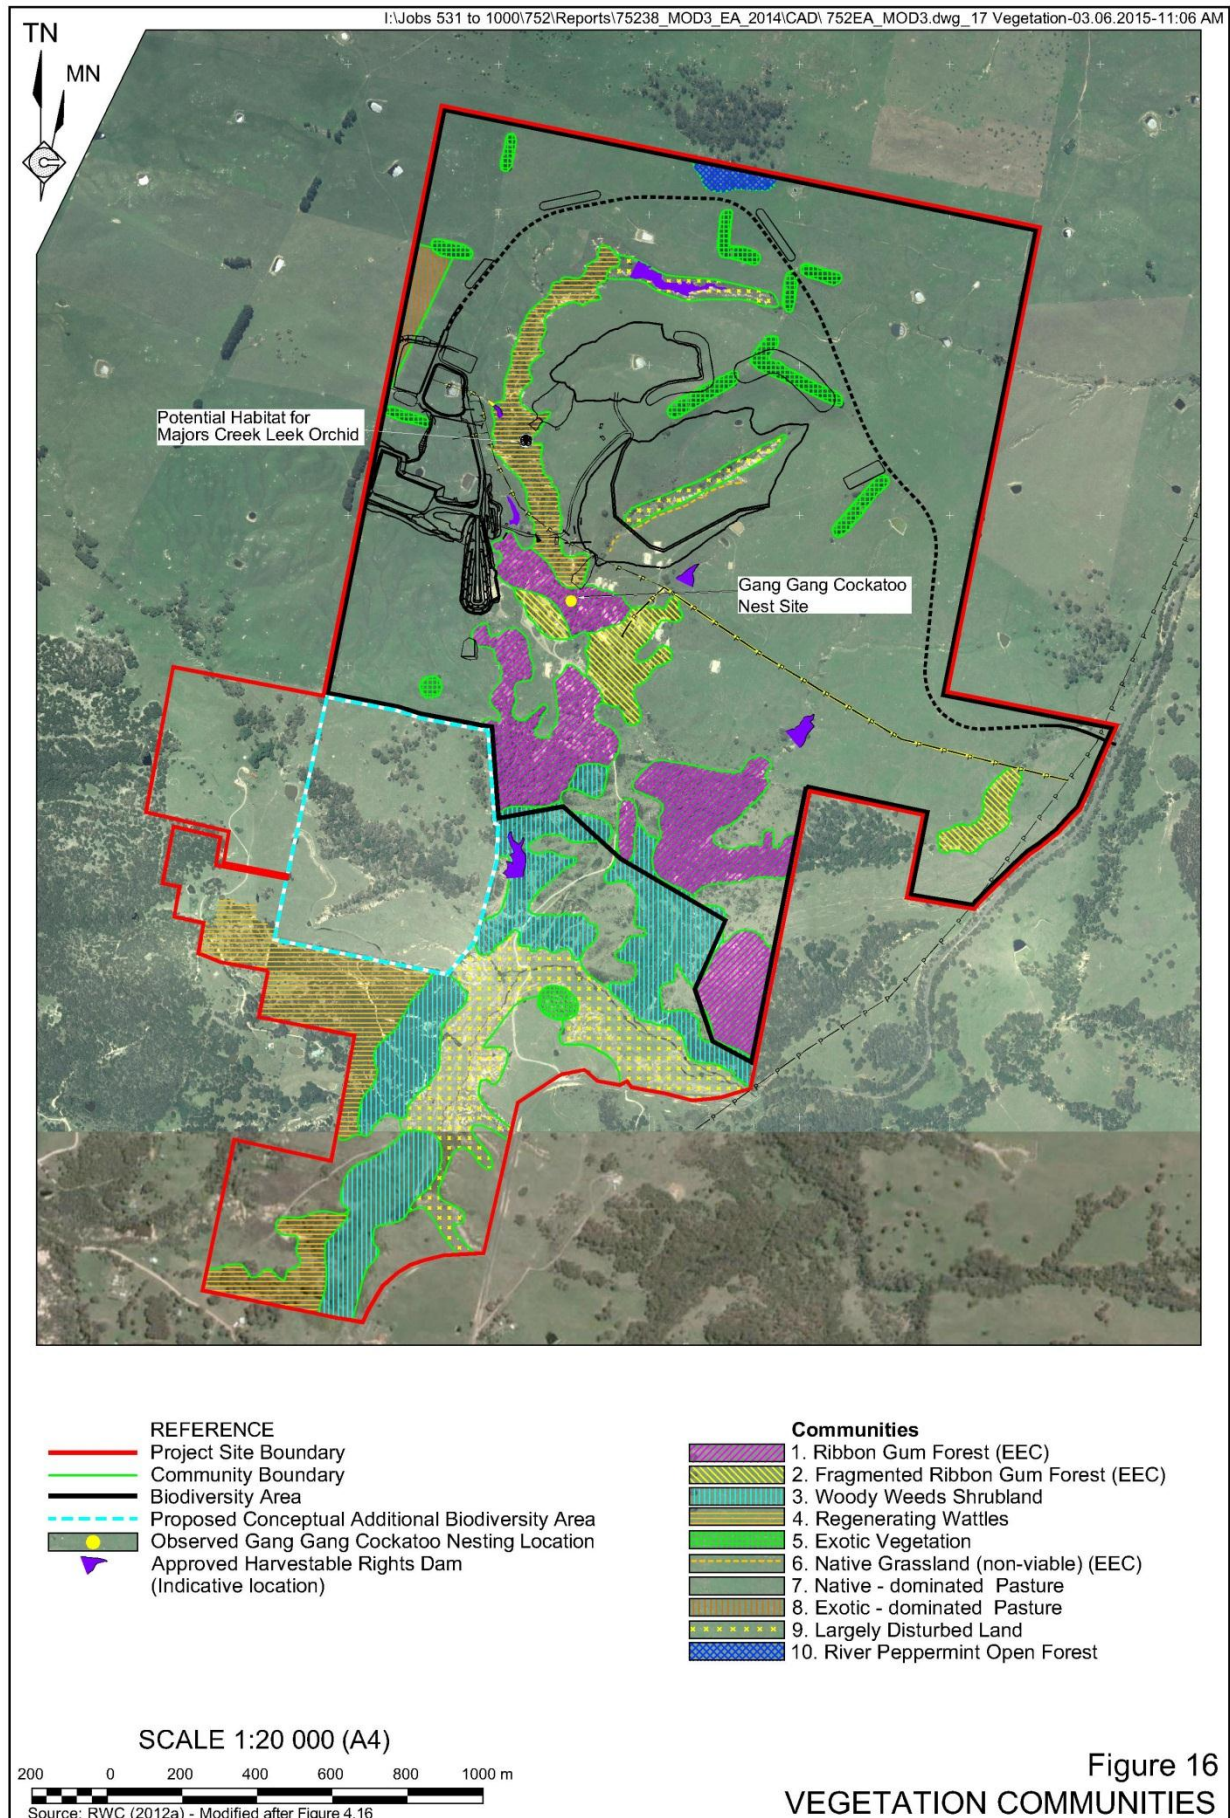 I:\Jobs 531 to 1000\752\Reports\75238_MOD3_EA_2014\CAD\ 752EA_MOD3.dwg_17 Vegetation-03.06.2015-11:06 AM
TN
MN
Potential Habitat for
Majors Creek Leek Orchid
Gang Gang Cockatoo
Nest Site
REFERENCE
Project Site Boundary
Community Boundary
Biodiversity Area
Proposed Conceptual Additional Biodiversity Area
Observed Gang Gang Cockatoo Nesting Location
Approved Harvestable Rights Dam
(Indicative location)
Communities
1. Ribbon Gum Forest (EEC)
2. Fragmented Ribbon Gum Forest (EEC)
3. Woody Weeds Shrubland
4. Regenerating Wattles
5. Exotic Vegetation
6. Native Grassland (non-viable) (EEC)
7. Native - dominated Pasture
8. Exotic - dominated Pasture
9. Largely Disturbed Land
10. River Peppermint Open Forest
SCALE 1:20 000 (A4)
200 0 200 400 600 800 1000 m
Source: RWC (2012a) - Modified after Figure 4.16
Figure 16
VEGETATION COMMUNITIES